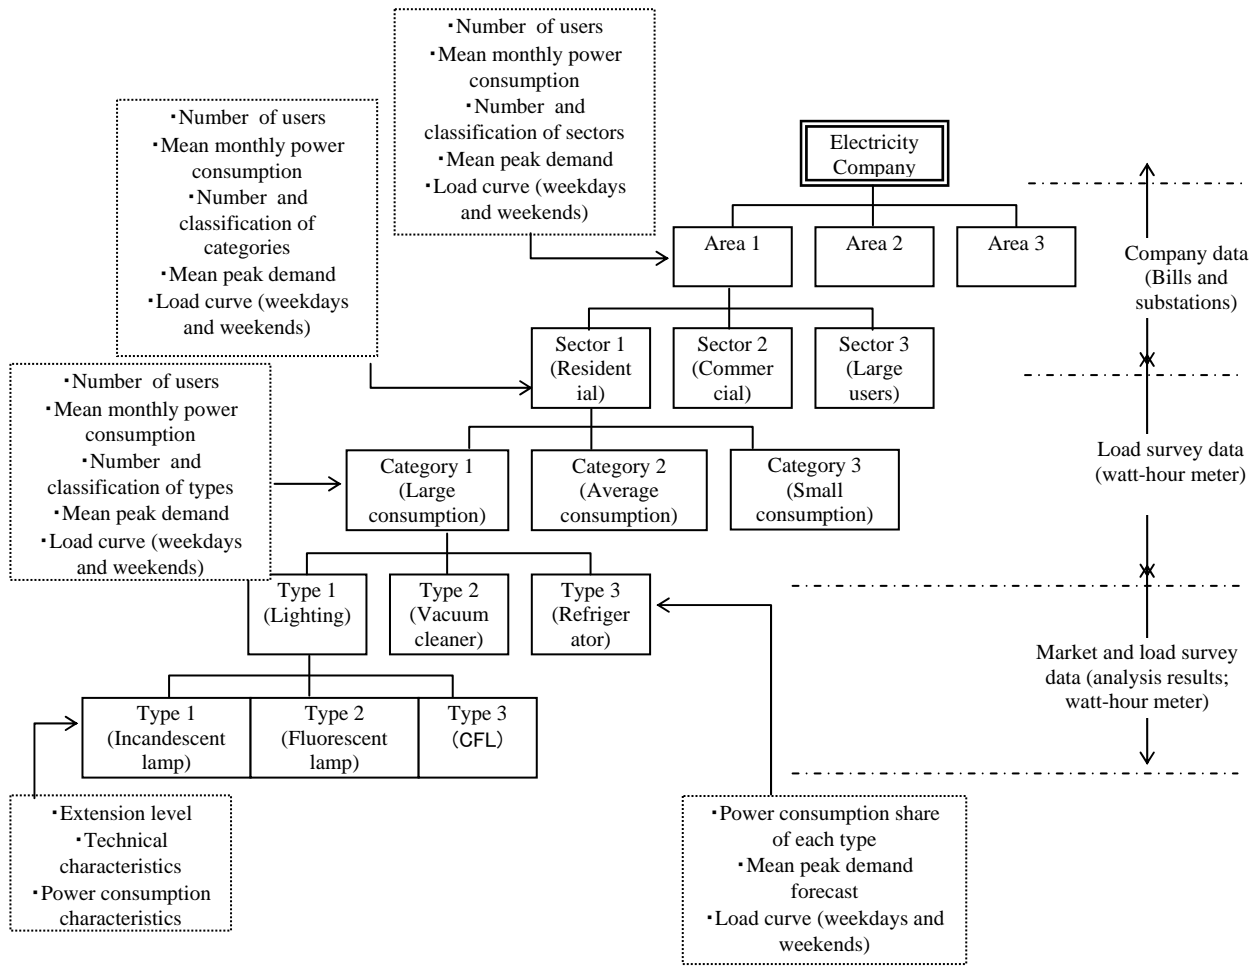 ・Number of users
・Mean monthly power
consumption
・Number and
classification of sectors
・Mean peak demand
・Load curve (weekdays
and weekends)
・Number of users
・Mean monthly power
consumption
・Number and
classification of
categories
・Mean peak demand
・Load curve (weekdays
and weekends)
Electricity
Company
Area 1
Area 2
Area 3
Company data
(Bills and
substations)
Sector 1
(Resident
ial)
Sector 2
(Commer
cial)
Sector 3
(Large
users)
・Number of users
・Mean monthly power
consumption
・Number and
classification of types
・Mean peak demand
・Load curve (weekdays
and weekends)
Category 1
(Large
consumption)
Category 2
(Average
consumption)
Category 3
(Small
consumption)
Load survey data
(watt-hour meter)
Type 1
(Lighting)
Type 2
(Vacuum
cleaner)
Type 3
(Refriger
ator)
Market and load survey
data (analysis results;
watt-hour meter)
Type 1
(Incandescent
lamp)
Type 2
(Fluorescent
lamp)
Type 3
(CFL)
・Extension level
・Technical
characteristics
・Power consumption
characteristics
・Power consumption share
of each type
・Mean peak demand
forecast
・Load curve (weekdays and
weekends)